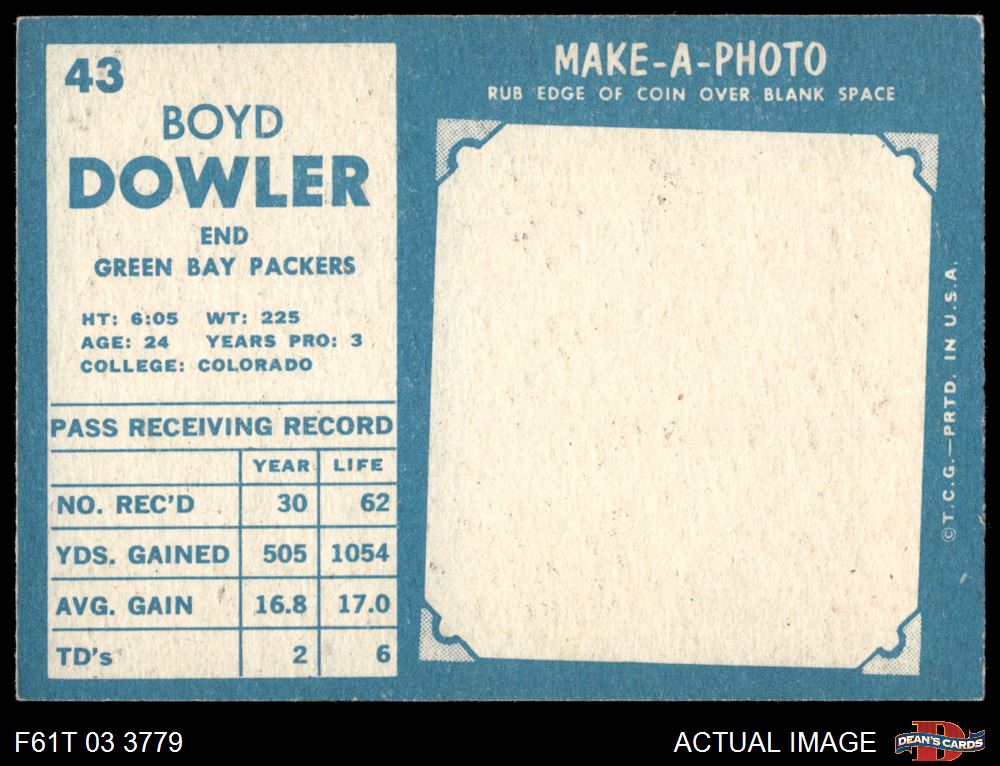 43
BOYD
DOWLER
END
GREEN BAY PACKERS
HT: 6:05 WT: 225
AGE: 24 YEARS PRO: 3
COLLEGE: COLORADO
PASS RECEIVING RECORD
YEAR LIFE
NO. REC'D 30 62
YDS. GAINED 505 1054
AVG. GAIN 16.8 17.0
TD's 2 6
MAKE-A-PHOTO
RUB EDGE OF COIN OVER BLANK SPACE
©T.C.G.—PRTD. IN U.S.A.
F61T 03 3779
ACTUAL IMAGE
DEAN'S CARDS